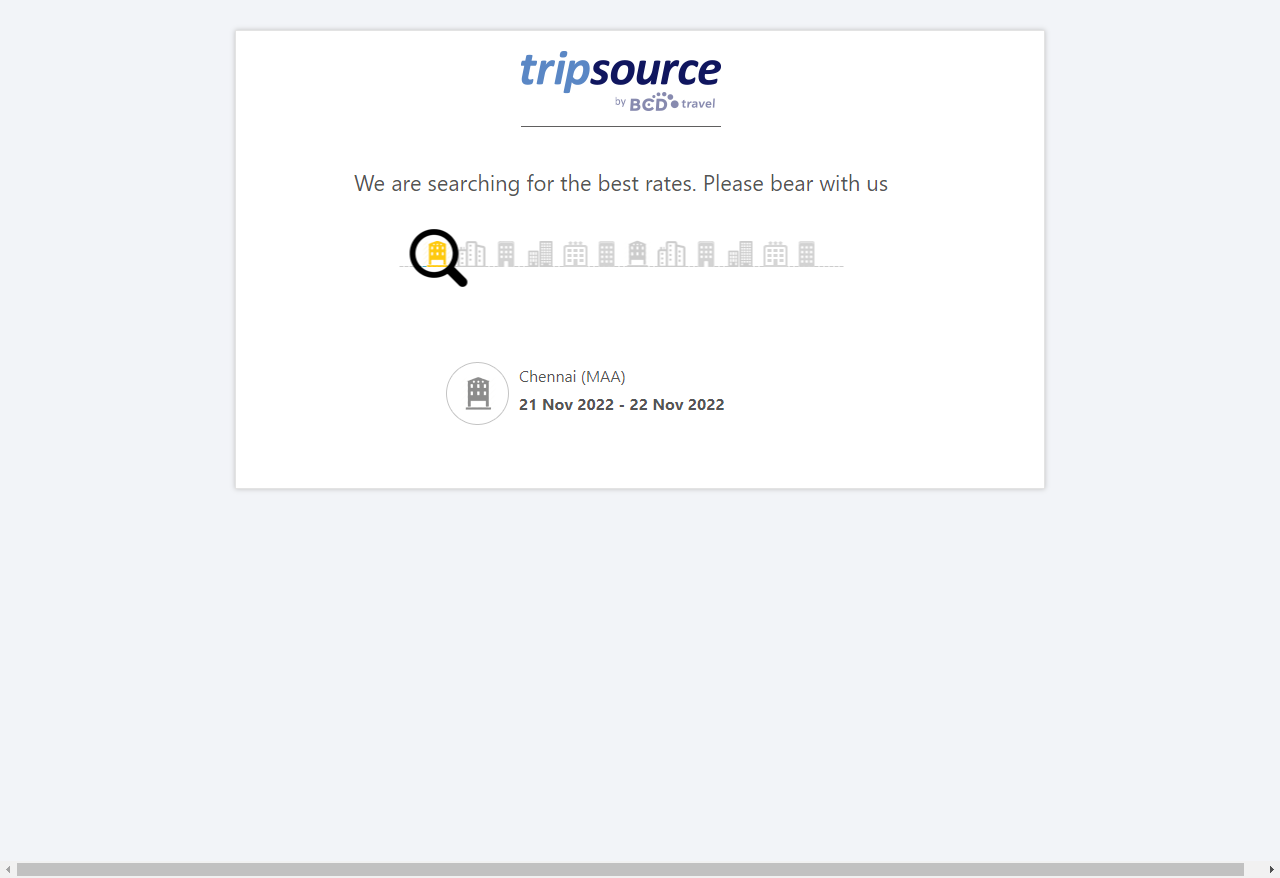 tripsource
by BCD travel
We are searching for the best rates. Please bear with us
Chennai (MAA)
21 Nov 2022 - 22 Nov 2022